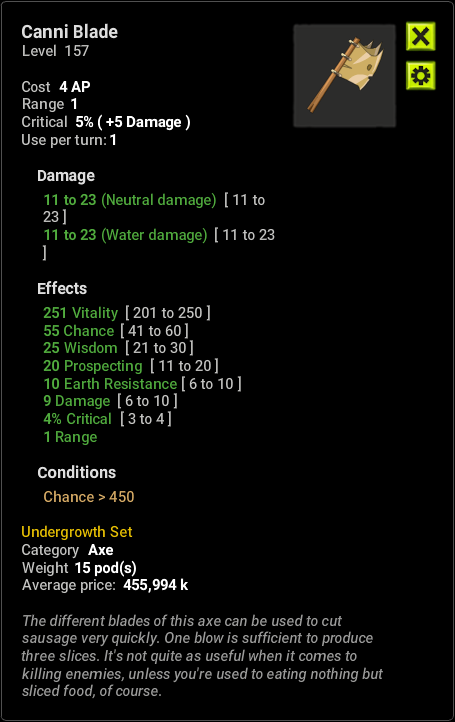 Canni Blade
Level 157
Cost 4 AP
Range 1
Critical 5% ( +5 Damage )
Use per turn: 1
Damage
11 to 23 (Neutral damage) [ 11 to
23 ]
11 to 23 (Water damage) [ 11 to 23
]
Effects
251 Vitality [ 201 to 250 ]
55 Chance [ 41 to 60 ]
25 Wisdom [ 21 to 30 ]
20 Prospecting [ 11 to 20 ]
10 Earth Resistance [ 6 to 10 ]
9 Damage [ 6 to 10 ]
4% Critical [ 3 to 4 ]
1 Range
Conditions
Chance > 450
Undergrowth Set
Category Axe
Weight 15 pod(s)
Average price: 455,994 k
The different blades of this axe can be used to cut
sausage very quickly. One blow is sufficient to produce
three slices. It's not quite as useful when it comes to
killing enemies, unless you're used to eating nothing but
sliced food, of course.